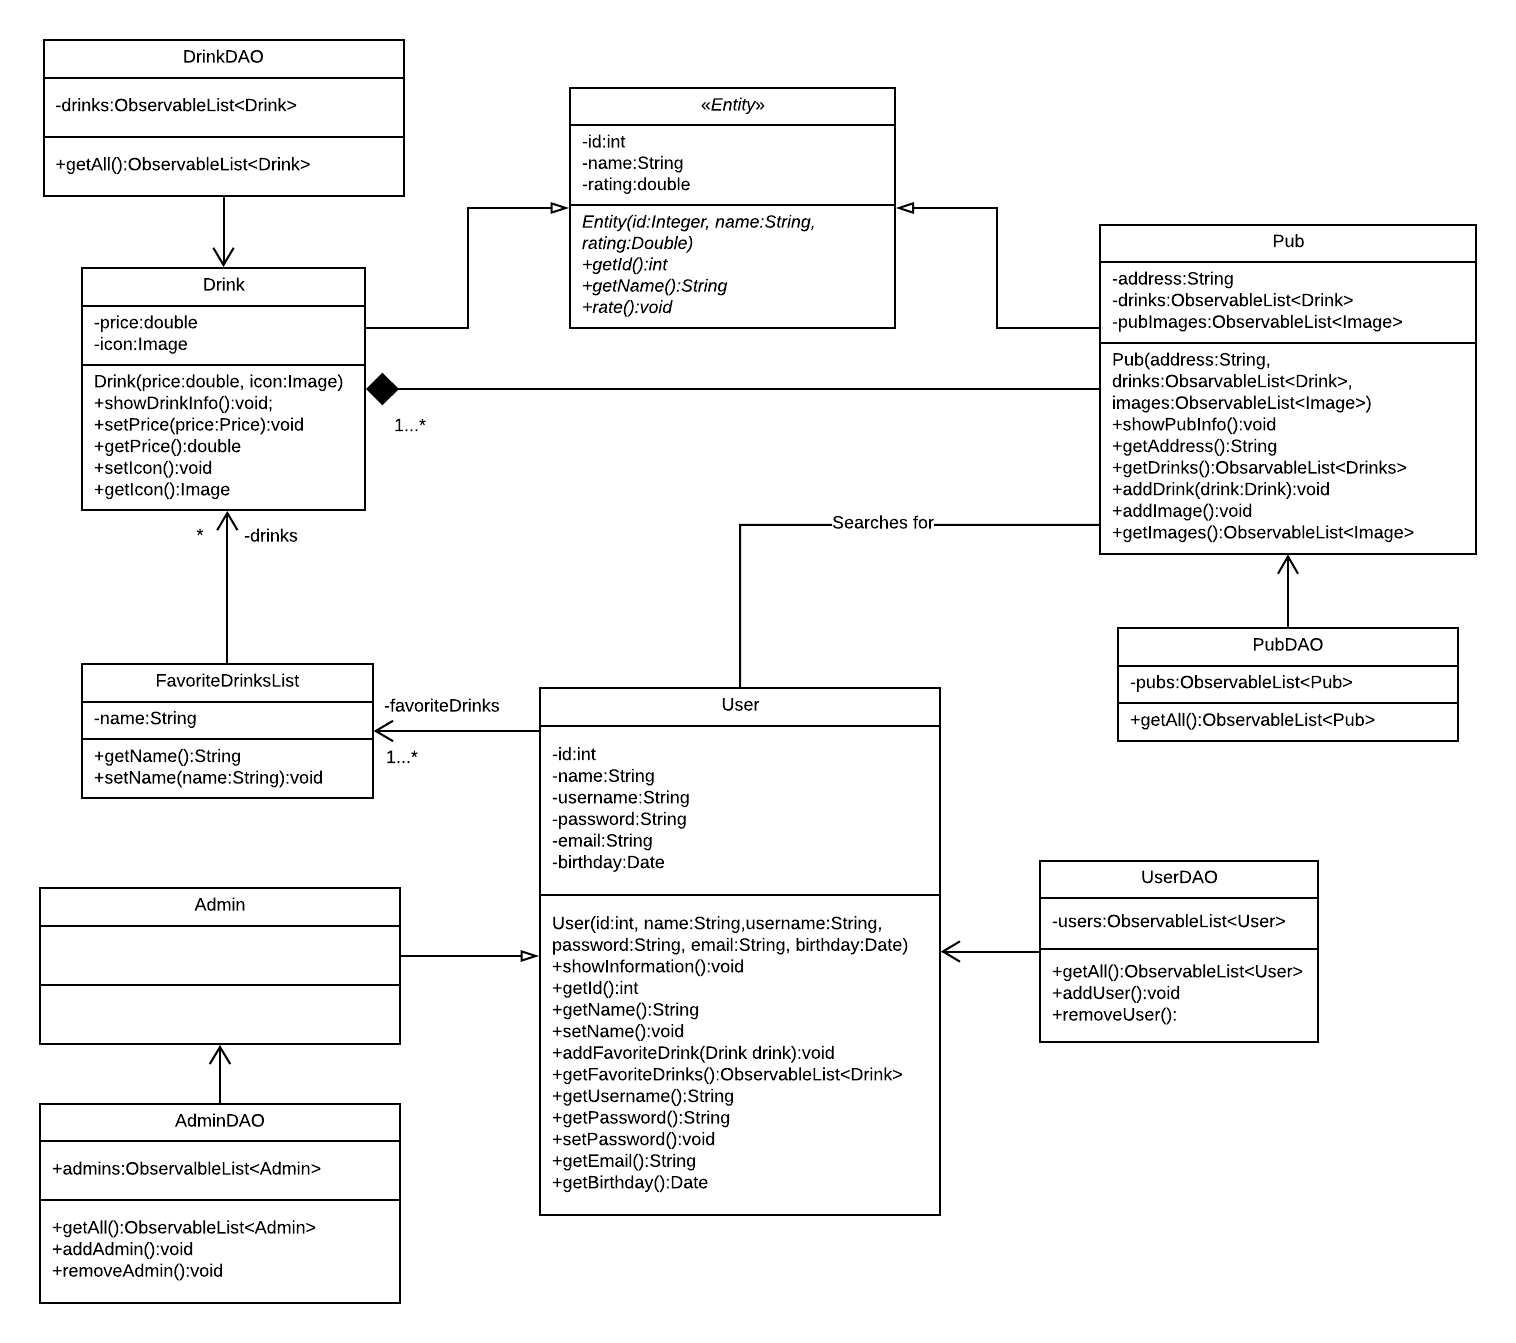 DrinkDAO
-drinks:ObservableList<Drink>
+getAll():ObservableList<Drink>
«Entity»
-id:int
-name:String
-rating:double
Entity(id:Integer, name:String,
rating:Double)
+getId():int
+getName():String
+rate():void
Pub
-address:String
-drinks:ObservableList<Drink>
-pubImages:ObservableList<Image>
Pub(address:String,
drinks:ObsarvableList<Drink>,
images:ObservableList<Image>)
+showPubInfo():void
+getAddress():String
+getDrinks():ObsarvableList<Drinks>
+addDrink(drink:Drink):void
+addImage():void
+getImages():ObservableList<Image>
Drink
-price:double
-icon:Image
Drink(price:double, icon:Image)
+showDrinkInfo():void;
+setPrice(price:Price):void
+getPrice():double
+setIcon():void
+getIcon():Image
1...*
* -drinks
Searches for
PubDAO
-pubs:ObservableList<Pub>
+getAll():ObservableList<Pub>
FavoriteDrinksList
-name:String
+getName():String
+setName(name:String):void
-favoriteDrinks
1...*
User
-id:int
-name:String
-username:String
-password:String
-email:String
-birthday:Date
User(id:int, name:String,username:String,
password:String, email:String, birthday:Date)
+showInformation():void
+getId():int
+getName():String
+setName():void
+addFavoriteDrink(Drink drink):void
+getFavoriteDrinks():ObservableList<Drink>
+getUsername():String
+getPassword():String
+setPassword():void
+getEmail():String
+getBirthday():Date
UserDAO
-users:ObservableList<User>
+getAll():ObservableList<User>
+addUser():void
+removeUser():
Admin
AdminDAO
+admins:ObservalbleList<Admin>
+getAll():ObservableList<Admin>
+addAdmin():void
+removeAdmin():void